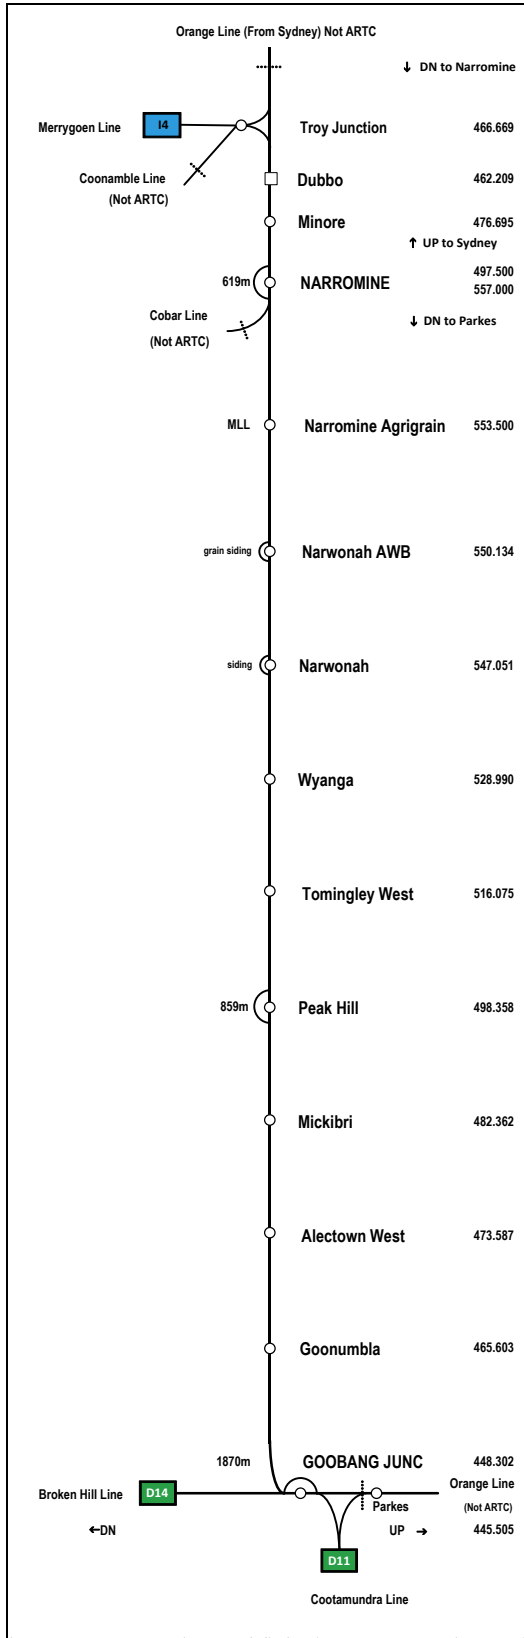 Orange Line (From Sydney) Not ARTC
↓ DN to Narromine
Merrygoen Line I4 Troy Junction 466.669
Coonamble Line
(Not ARTC)
Dubbo 462.209
Minore 476.695
↑ UP to Sydney
619m NARROMINE 497.500
557.000
Cobar Line
(Not ARTC)
↓ DN to Parkes
MLL Narromine Agrigrain 553.500
grain siding Narwonah AWB 550.134
siding Narwonah 547.051
Wyanga 528.990
Tomingley West 516.075
859m Peak Hill 498.358
Mickibri 482.362
Alectown West 473.587
Goonumbla 465.603
1870m GOOBANG JUNC 448.302
Orange Line
(Not ARTC)
Broken Hill Line D14 Parkes
←DN UP → 445.505
D11
Cootamundra Line